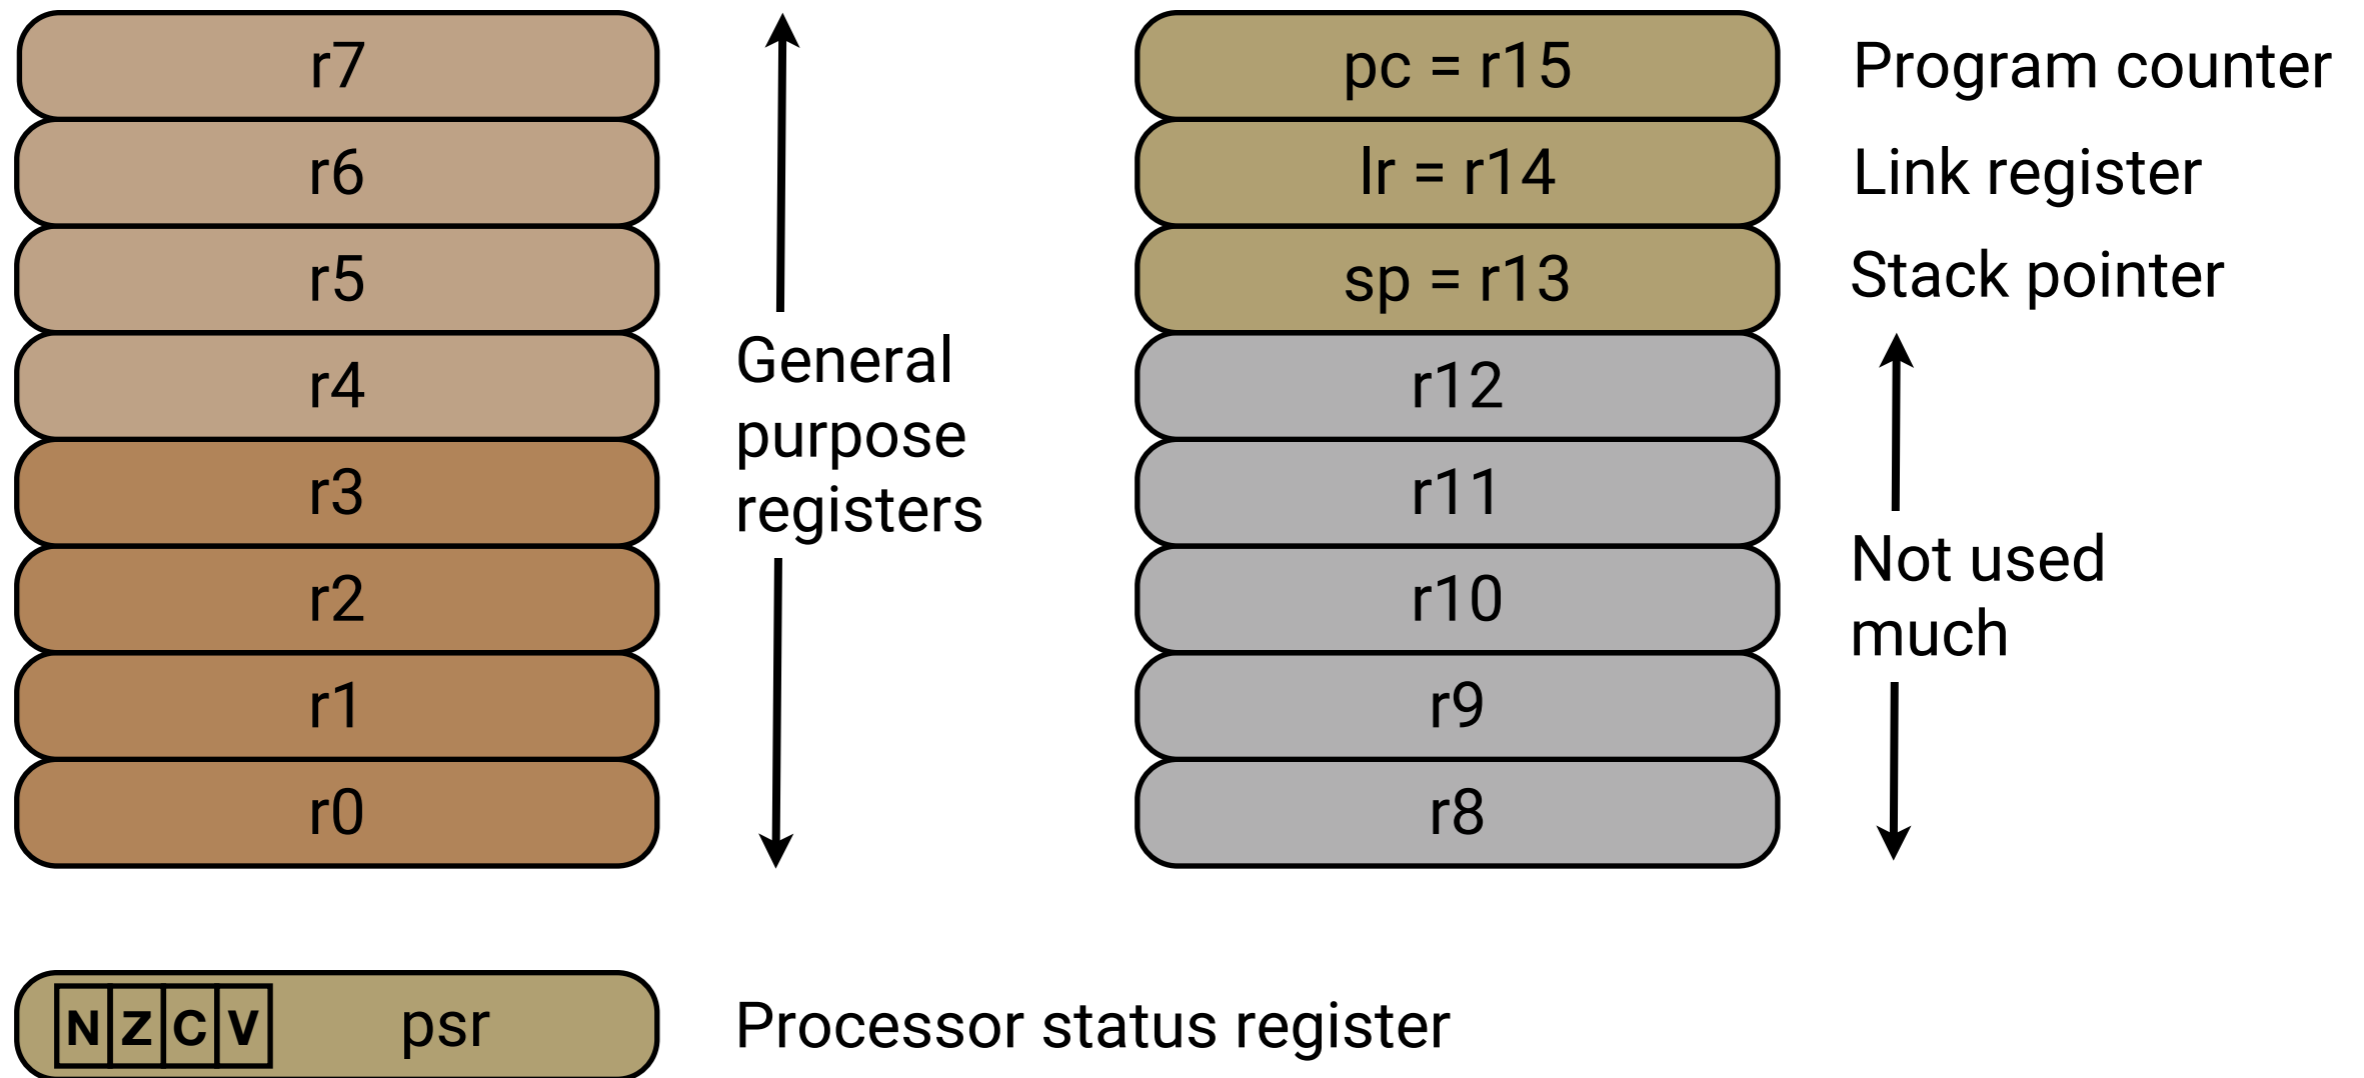 r7
r6
r5
r4
r3
r2
r1
r0
General
purpose
registers
pc = r15
lr = r14
sp = r13
r12
r11
r10
r9
r8
Program counter
Link register
Stack pointer
Not used
much
N Z C V psr
Processor status register